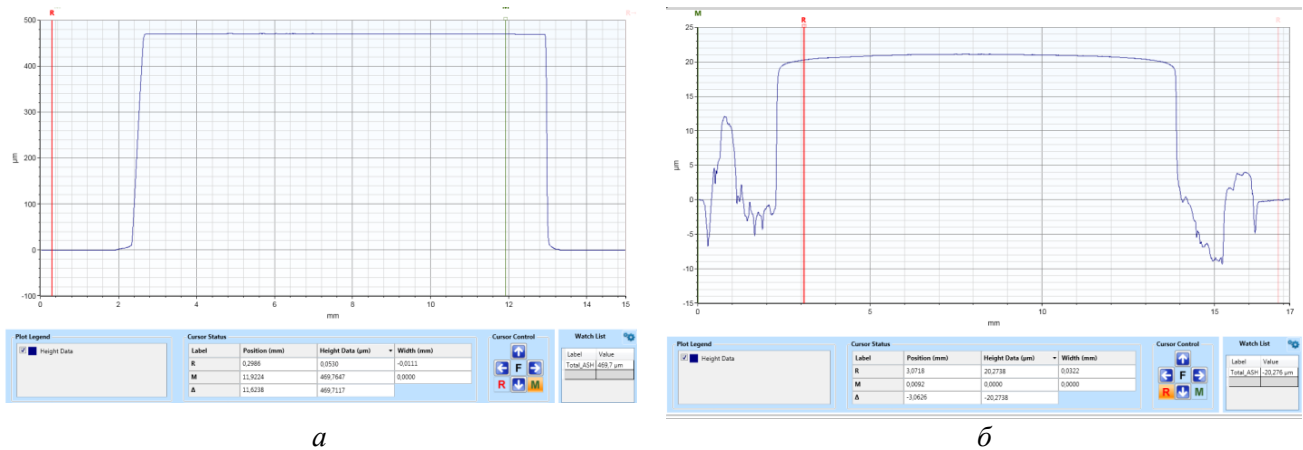 R
R
500
400
300
200
100
0
-100
µm
0
2
4
6
8
10
12
14
15
mm
Plot Legend
Height Data
Cursor Status
Label Position (mm) Height Data (µm) Width (mm)
R 0,2986 0,0530 -0,0111
M 11,9224 469,7647 0,0000
Δ 11,6238 469,7117
Cursor Control
F
R M
Watch List
Label Value
Total_ASH 469,7 µm
а
M
R
R
25
20
15
10
5
0
-5
-10
-15
µm
0
5
10
15
17
mm
Plot Legend
Height Data
Cursor Status
Label Position (mm) Height Data (µm) Width (mm)
R 3,0718 20,2738 0,0322
M 0,0092 0,0000 0,0000
Δ -3,0626 -20,2738
Cursor Control
F
R M
Watch List
Label Value
Total_ASH -20,276 µm
б